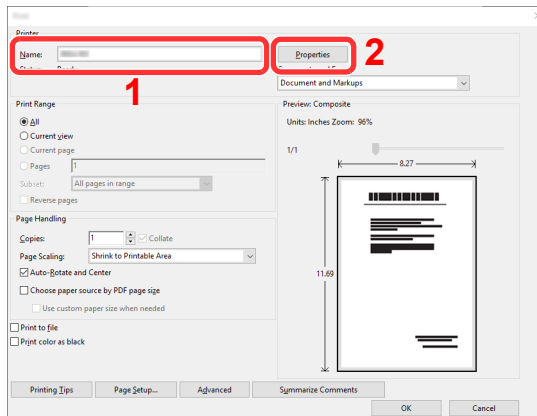 Printer
Name:
Properties
2
1
Document and Markups
Print Range
All
Current view
Current page
Pages
1
Subset:
All pages in range
Reverse pages
Page Handling
Copies:
1
Collate
Page Scaling:
Shrink to Printable Area
Auto-Rotate and Center
Choose paper source by PDF page size
Use custom paper size when needed
Print to file
Print color as black
Preview: Composite
Units: Inches Zoom: 96%
1/1
8.27
11.69
Printing Tips
Page Setup...
Advanced
Summarize Comments
OK
Cancel